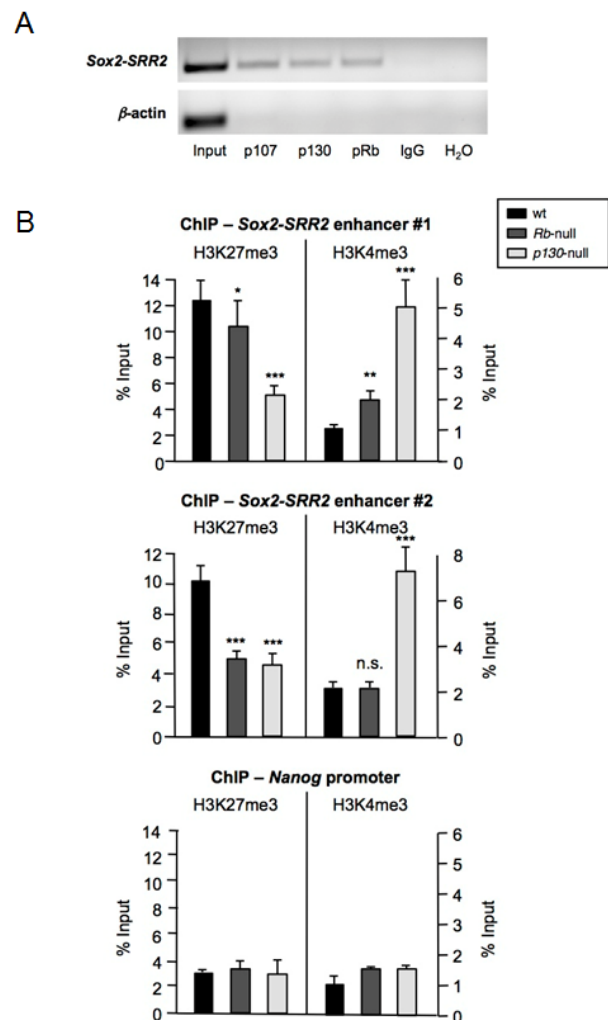 A
Sox2-SRR2
β-actin
Input p107 p130 pRb IgG H₂O
B
wt
Rb-null
p130-null
ChIP – Sox2-SRR2 enhancer #1
H3K27me3 H3K4me3
% Input
14
12
10
8
6
4
2
0
*
***
**
***
6
5
4
3
2
1
0
% Input
ChIP – Sox2-SRR2 enhancer #2
H3K27me3 H3K4me3
% Input
12
10
8
6
4
2
0
***
***
n.s.
***
8
6
4
2
0
% Input
ChIP – Nanog promoter
H3K27me3 H3K4me3
% Input
14
12
10
8
6
4
2
0
6
5
4
3
2
1
0
% Input